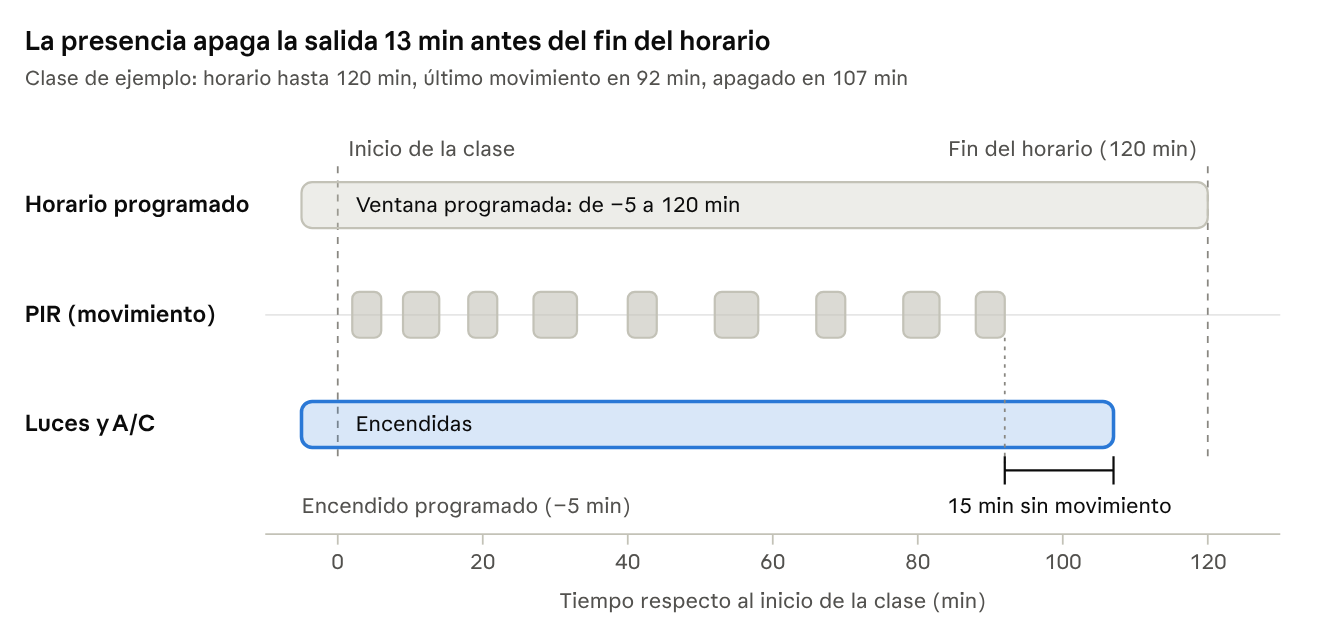 La presencia apaga la salida 13 min antes del fin del horario
Clase de ejemplo: horario hasta 120 min, último movimiento en 92 min, apagado en 107 min
Inicio de la clase
Fin del horario (120 min)
Horario programado
Ventana programada: de −5 a 120 min
PIR (movimiento)
Luces y A/C
Encendidas
Encendido programado (−5 min)
15 min sin movimiento
0 20 40 60 80 100 120
Tiempo respecto al inicio de la clase (min)